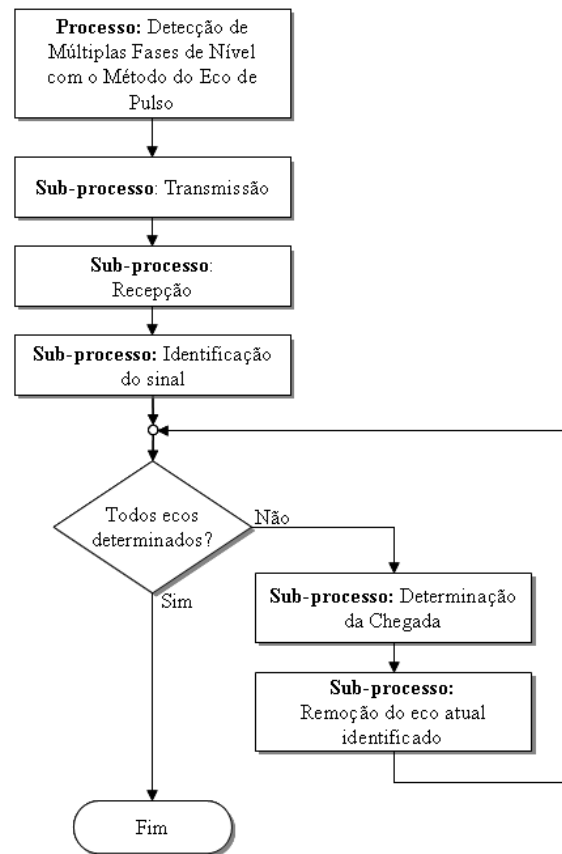 Processo: Detecção de
Múltiplas Fases de Nível
com o Método do Eco de
Pulso
Sub-processo: Transmissão
Sub-processo:
Recepção
Sub-processo: Identificação
do sinal
Todos ecos
determinados?
Não
Sim
Sub-processo: Determinação
da Chegada
Sub-processo:
Remoção do eco atual
identificado
Fim